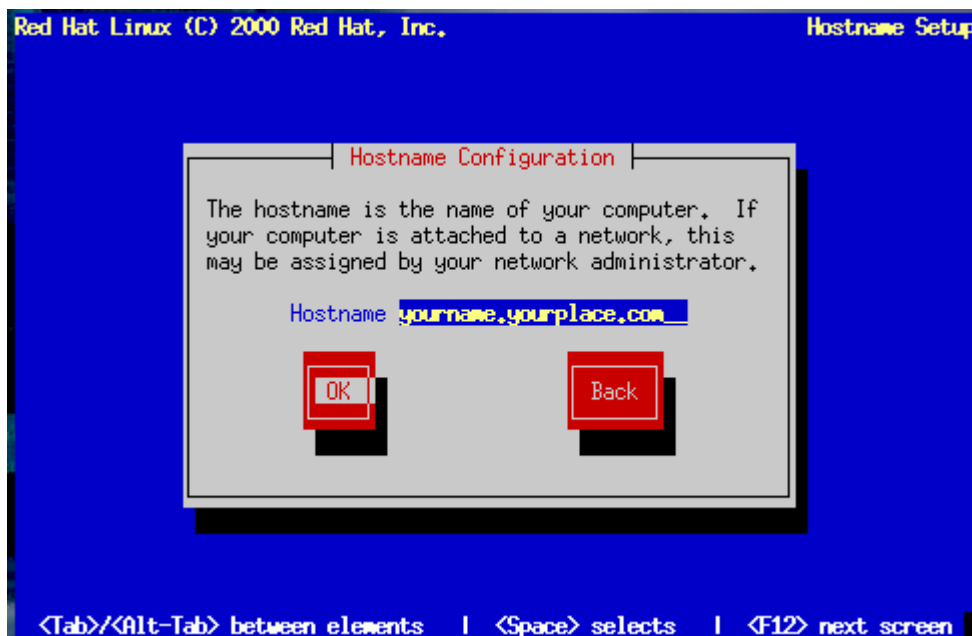 Red Hat Linux (C) 2000 Red Hat, Inc. Hostname Setup
Hostname Configuration
The hostname is the name of your computer. If
your computer is attached to a network, this
may be assigned by your network administrator.
Hostname yourname.yourplace.com__
OK Back
<Tab>/<Alt-Tab> between elements | <Space> selects | <F12> next screen